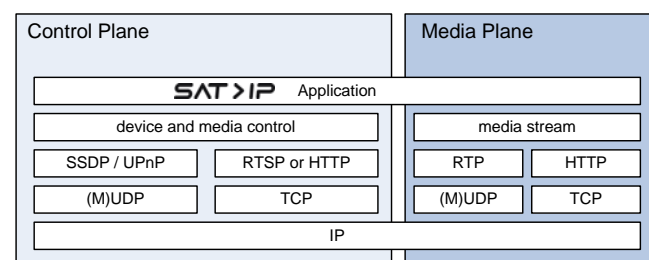 Control Plane Media Plane
SAT>IP Application
device and media control media stream
SSDP / UPnP RTSP or HTTP RTP HTTP
(M)UDP TCP (M)UDP TCP
IP